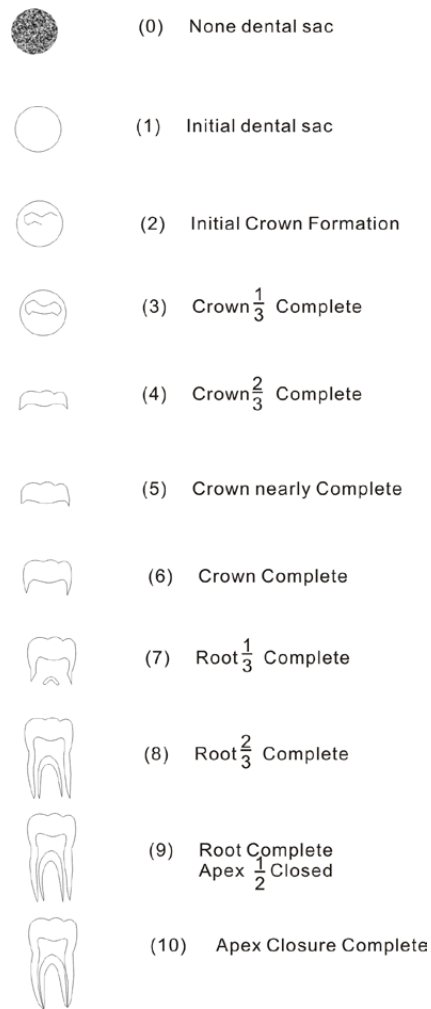 (0) None dental sac
(1) Initial dental sac
(2) Initial Crown Formation
(3) Crown 1/3 Complete
(4) Crown 2/3 Complete
(5) Crown nearly Complete
(6) Crown Complete
(7) Root 1/3 Complete
(8) Root 2/3 Complete
(9) Root Complete
Apex 1/2 Closed
(10) Apex Closure Complete